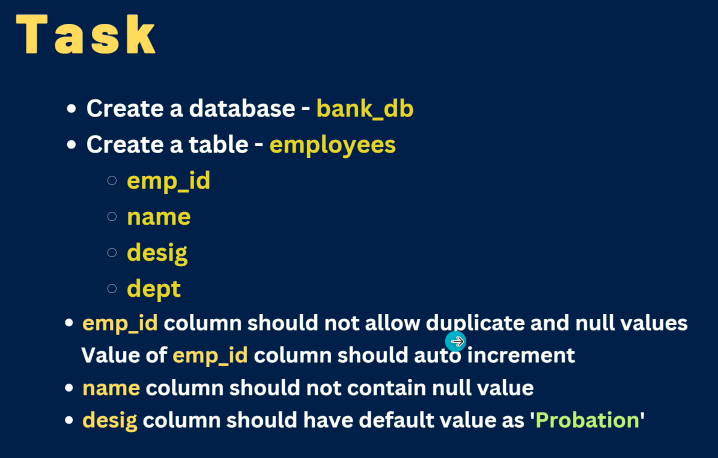 Task
Create a database - bank_db
Create a table - employees
emp_id
name
desig
dept
emp_id column should not allow duplicate and null values
Value of emp_id column should auto increment
name column should not contain null value
desig column should have default value as 'Probation'